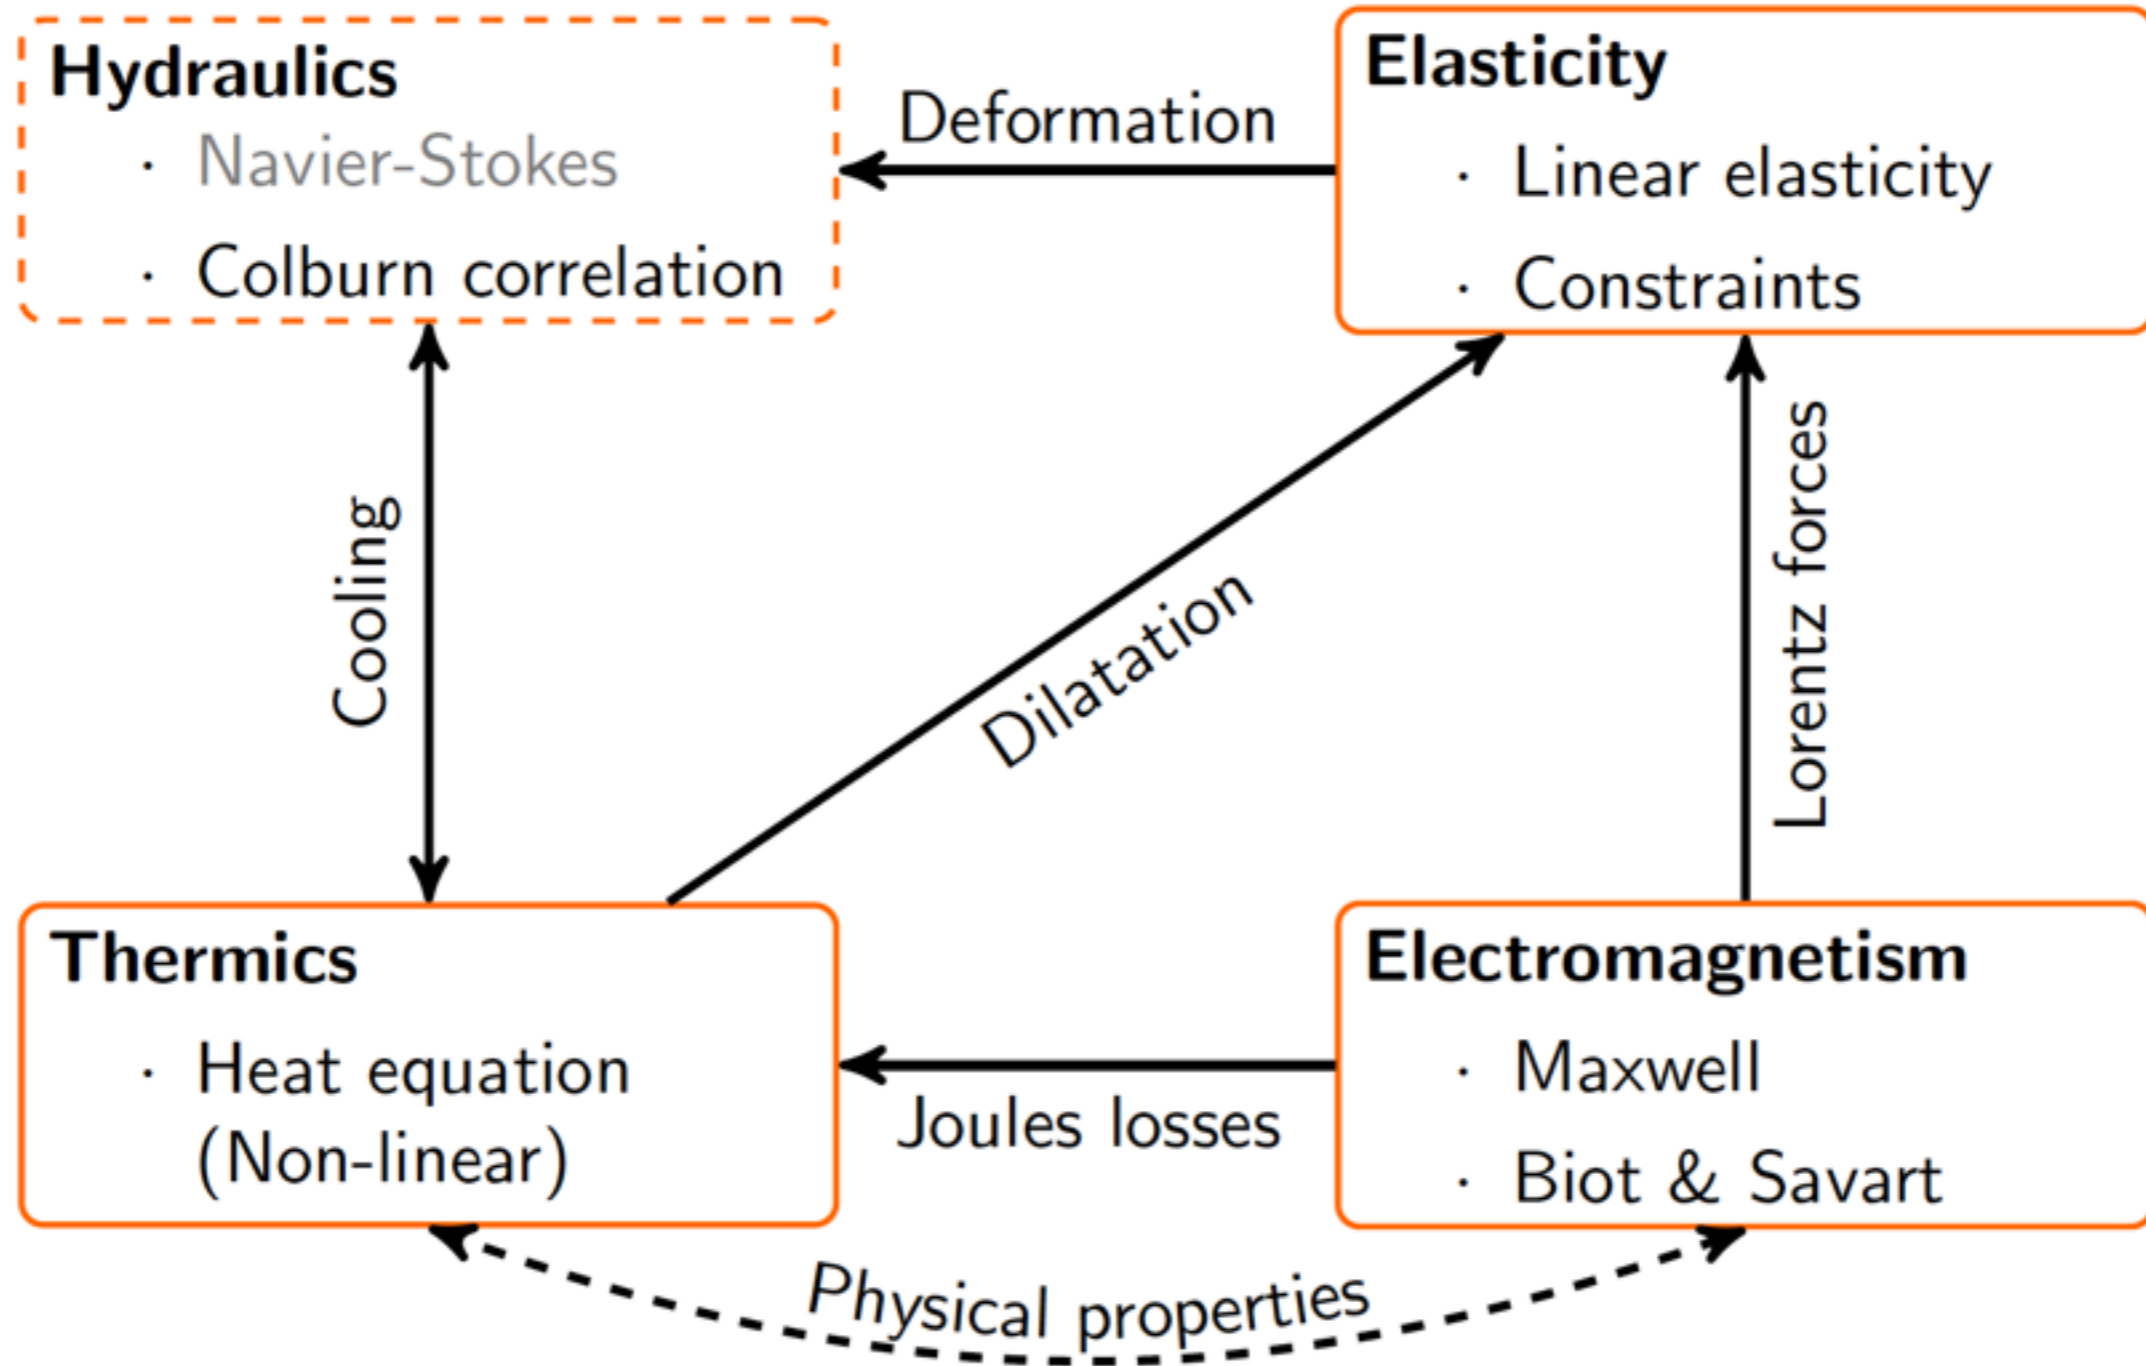 Hydraulics
· Navier-Stokes
· Colburn correlation
Deformation
Elasticity
· Linear elasticity
· Constraints
Cooling
Dilatation
Lorentz forces
Thermics
· Heat equation
(Non-linear)
Joules losses
Electromagnetism
· Maxwell
· Biot & Savart
Physical properties